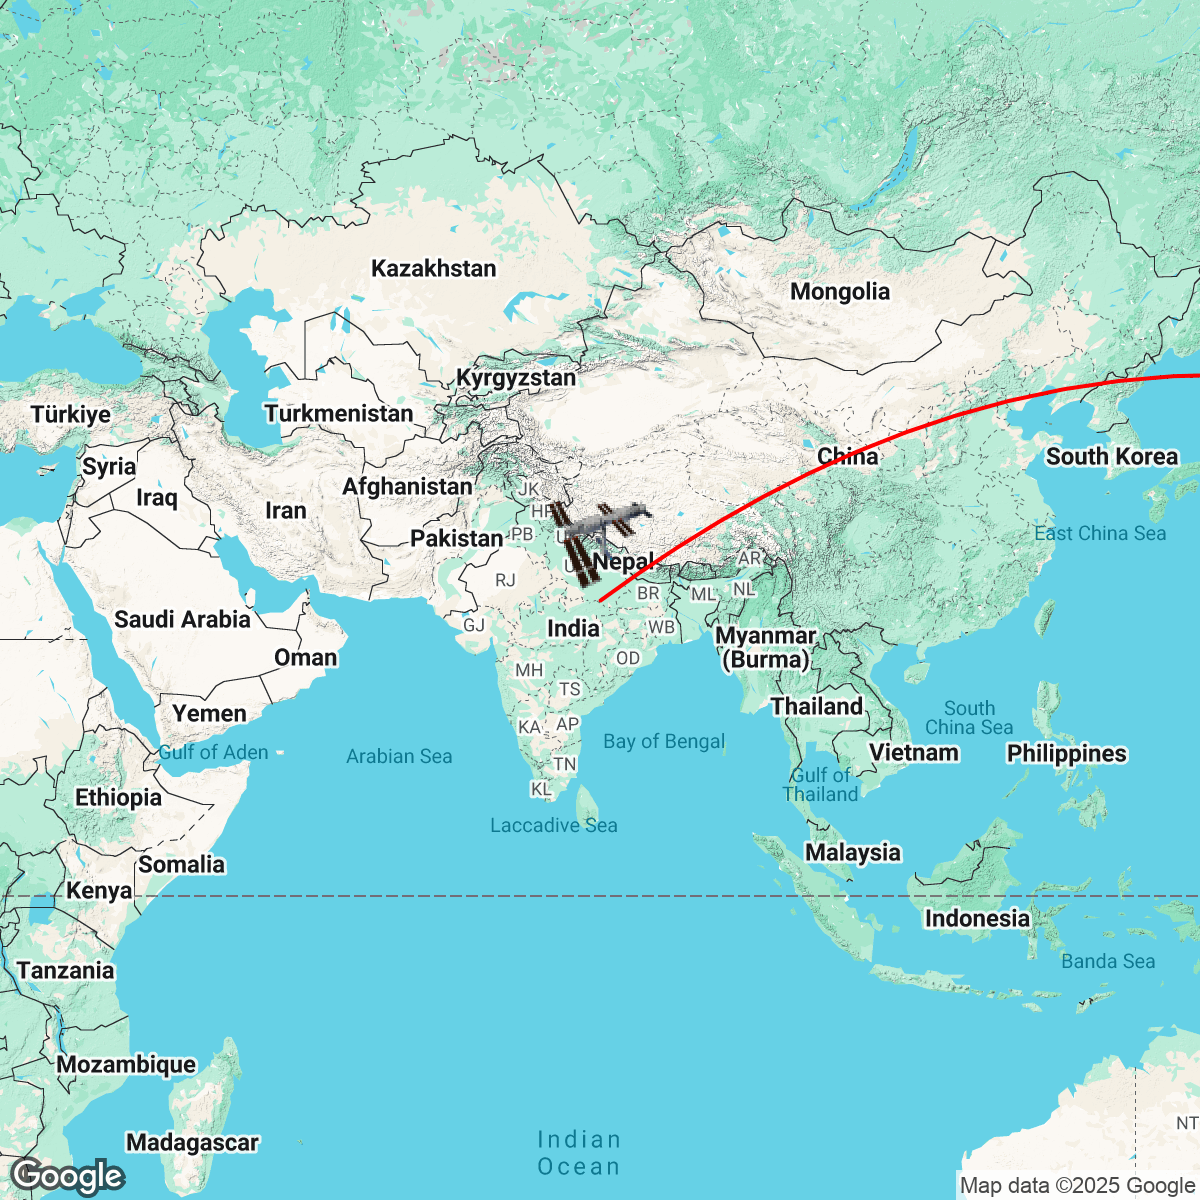 Kazakhstan
Mongolia
Kyrgyzstan
Türkiye
Turkmenistan
China
South Korea
Syria
Iraq
Afghanistan
JK
Iran
HP
East China Sea
Pakistan
PB
Nepal
AR
RJ
BR
ML
NL
Saudi Arabia
GJ
India
WB
Myanmar
(Burma)
Oman
OD
MH
TS
Thailand
South
China Sea
Yemen
KA
AP
Gulf of Aden
Arabian Sea
Bay of Bengal
Vietnam
Philippines
TN
Gulf of
Thailand
KL
Ethiopia
Laccadive Sea
Malaysia
Somalia
Kenya
Indonesia
Banda Sea
Tanzania
Mozambique
NT
Madagascar
Indian
Ocean
Google
Map data ©2025 Google